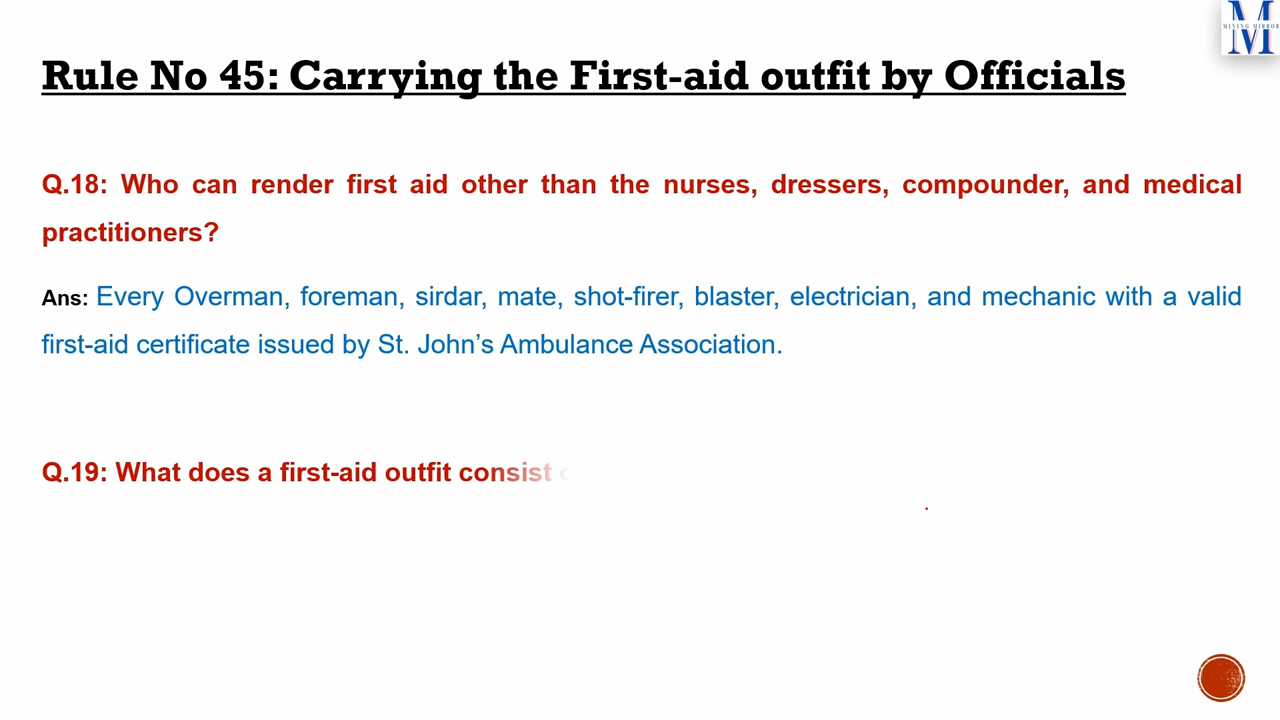 M
MINING MIRROR
Rule No 45: Carrying the First-aid outfit by Officials
Q.18: Who can render first aid other than the nurses, dressers, compounder, and medical
practitioners?
Ans: Every Overman, foreman, sirdar, mate, shot-firer, blaster, electrician, and mechanic with a valid
first-aid certificate issued by St. John’s Ambulance Association.
Q.19: What does a first-aid outfit consist